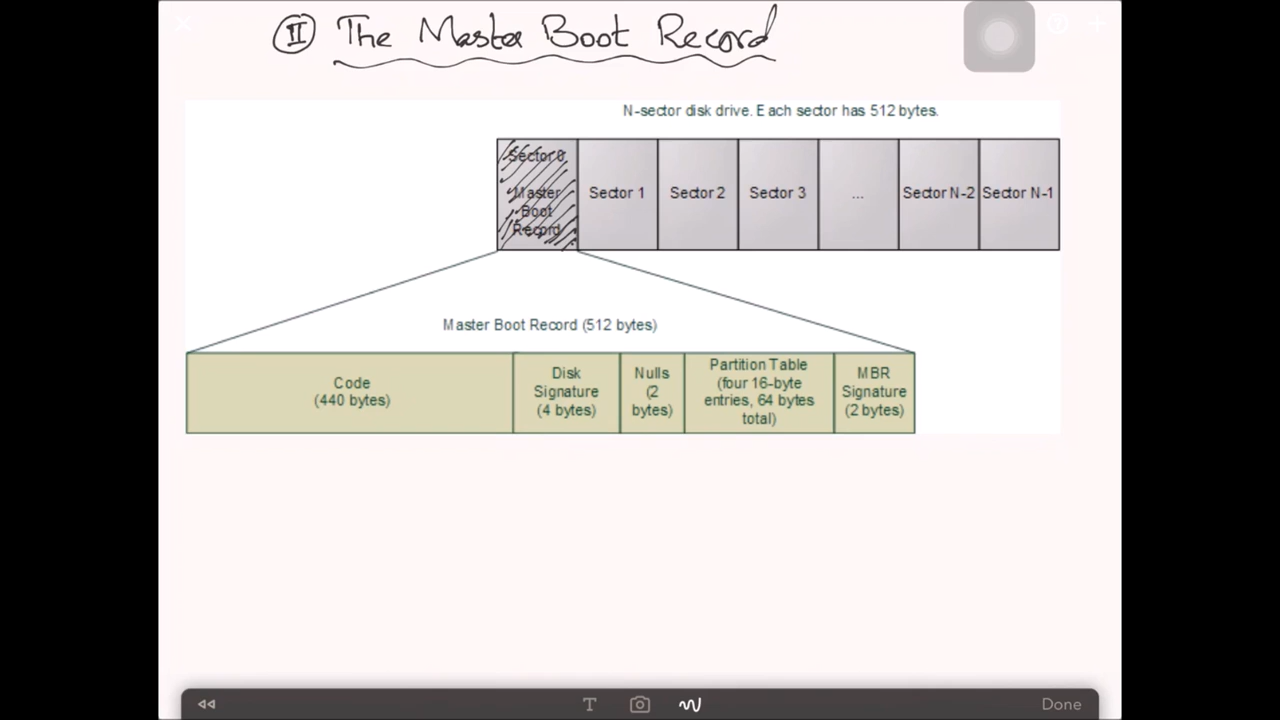 II The Master Boot Record
N-sector disk drive. Each sector has 512 bytes.
Sector 0
Master
Boot
Record
Sector 1
Sector 2
Sector 3
...
Sector N-2
Sector N-1
Master Boot Record (512 bytes)
Code
(440 bytes)
Disk
Signature
(4 bytes)
Nulls
(2
bytes)
Partition Table
(four 16-byte
entries, 64 bytes
total)
MBR
Signature
(2 bytes)
T
Done